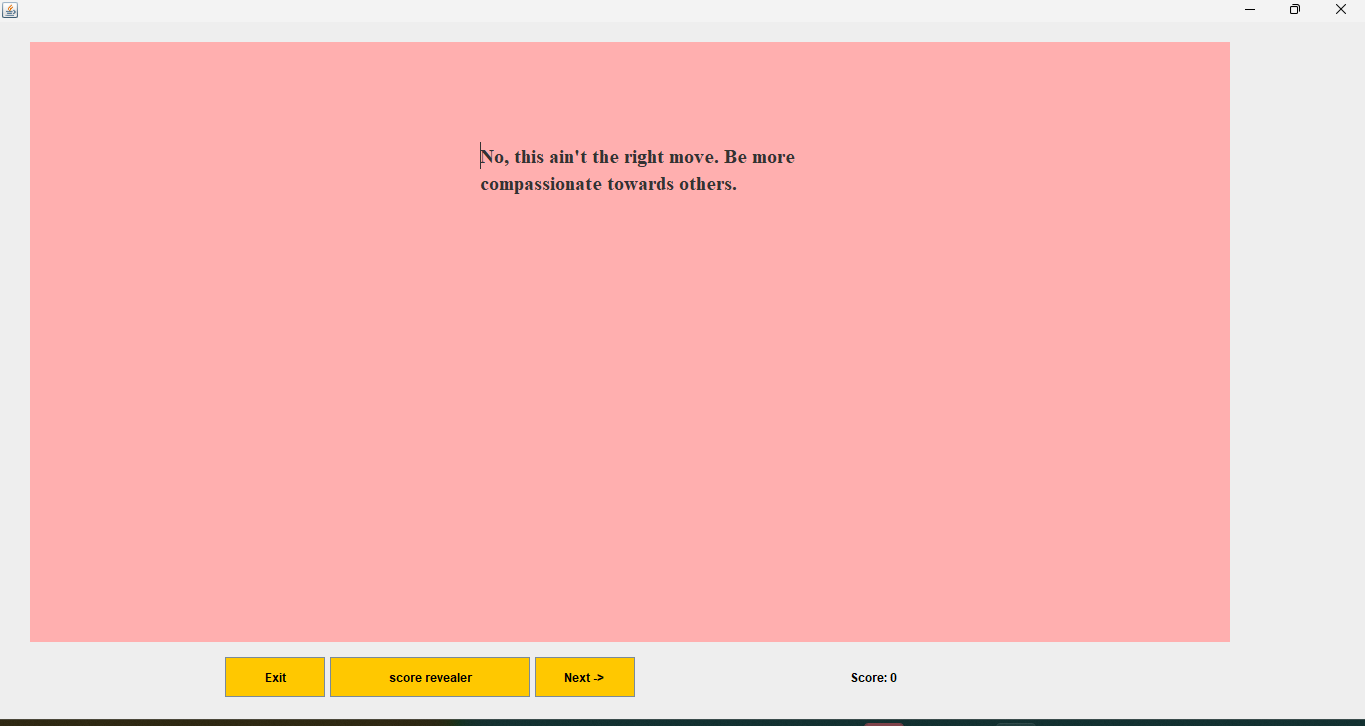 No, this ain't the right move. Be more
compassionate towards others.
Exit
score revealer
Next ->
Score: 0